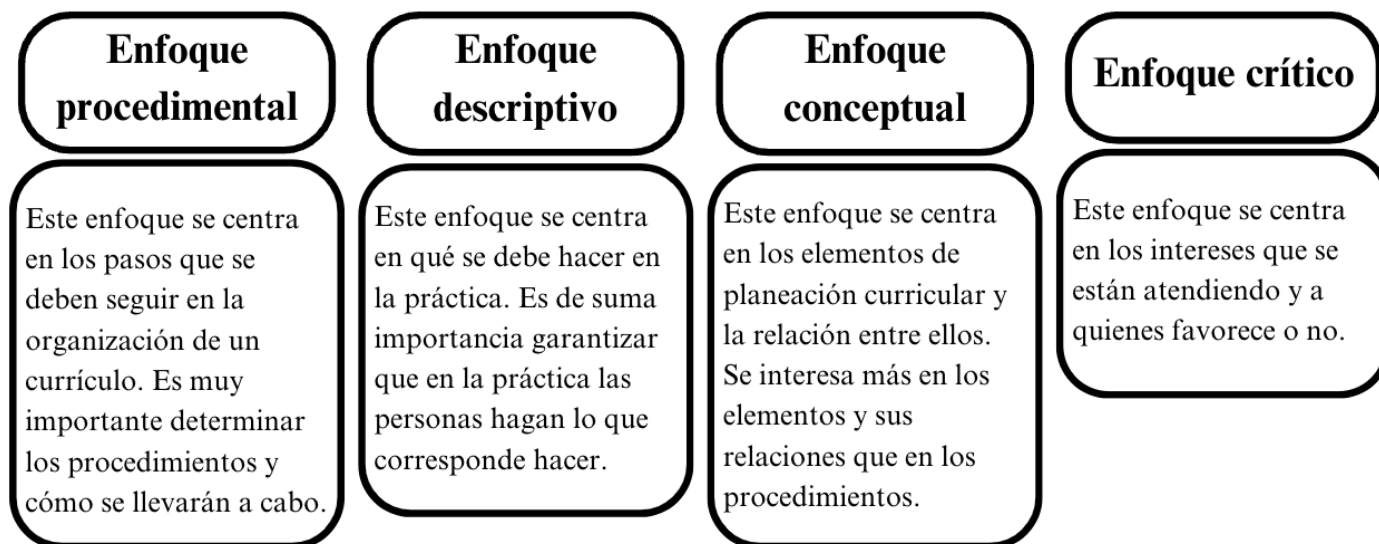 Enfoque
procedimental
Este enfoque se centra
en los pasos que se
deben seguir en la
organización de un
currículo. Es muy
importante determinar
los procedimientos y
cómo se llevarán a cabo.
Enfoque
descriptivo
Este enfoque se centra
en qué se debe hacer en
la práctica. Es de suma
importancia garantizar
que en la práctica las
personas hagan lo que
corresponde hacer.
Enfoque
conceptual
Este enfoque se centra
en los elementos de
planeación curricular y
la relación entre ellos.
Se interesa más en los
elementos y sus
relaciones que en los
procedimientos.
Enfoque crítico
Este enfoque se centra
en los intereses que se
están atendiendo y a
quienes favorece o no.